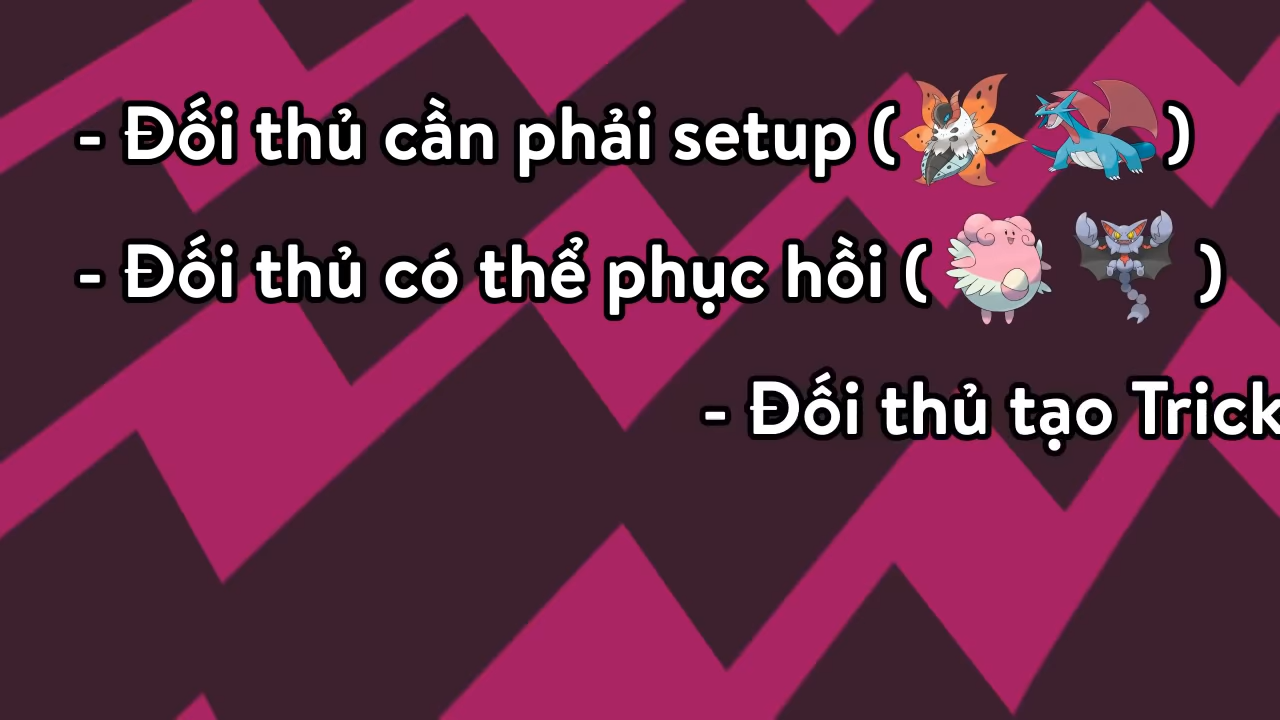 - Đối thủ cần phải setup ( )
- Đối thủ có thể phục hồi ( )
- Đối thủ tạo Trick